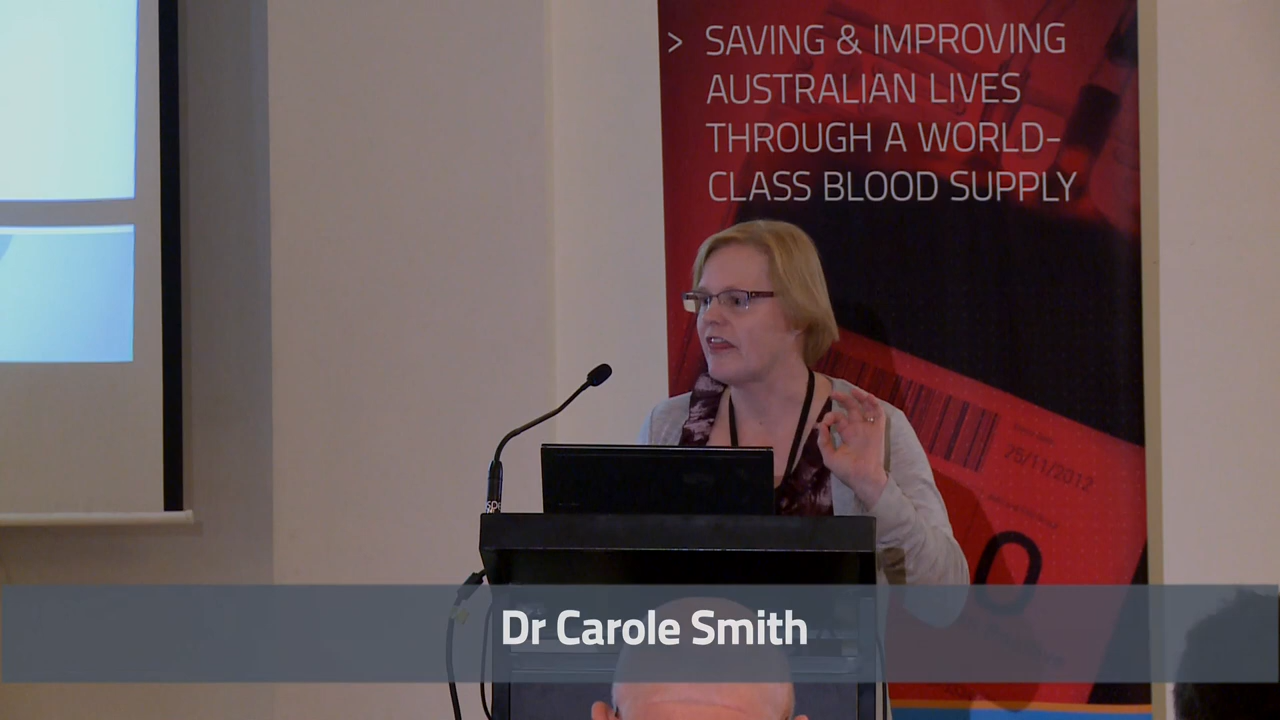 > SAVING & IMPROVING
AUSTRALIAN LIVES
THROUGH A WORLD-
CLASS BLOOD SUPPLY
25/11/2012
O
Dr Carole Smith